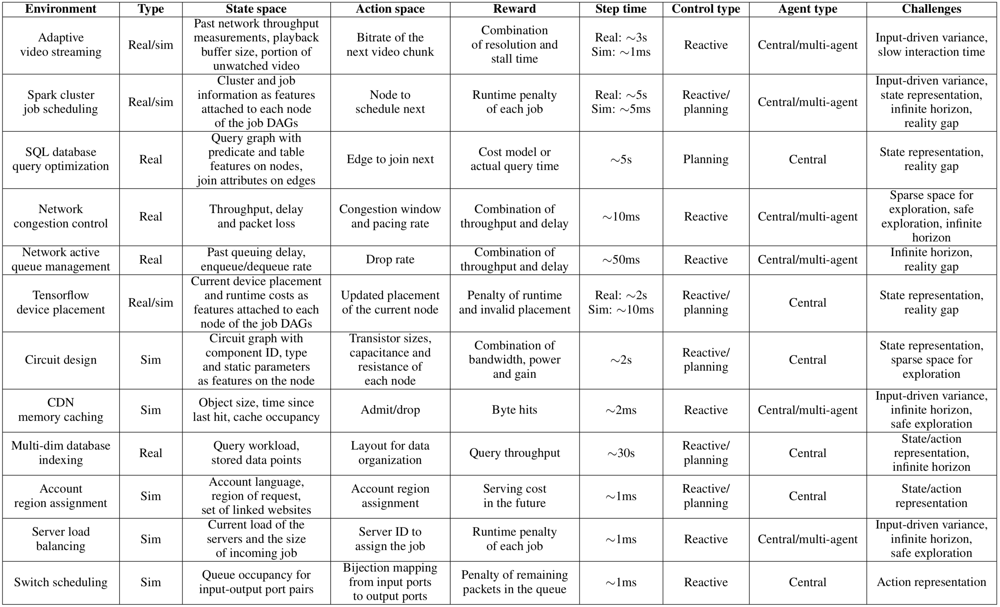 Environment
Type
State space
Action space
Reward
Step time
Control type
Agent type
Challenges
Adaptive
video streaming
Real/sim
Past network throughput
measurements, playback
buffer size, portion of
unwatched video
Bitrate of the
next video chunk
Combination
of resolution and
stall time
Real: ∼3s
Sim: ∼1ms
Reactive
Central/multi-agent
Input-driven variance,
slow interaction time
Spark cluster
job scheduling
Real/sim
Cluster and job
information as features
attached to each node
of the job DAGs
Node to
schedule next
Runtime penalty
of each job
Real: ∼5s
Sim: ∼5ms
Reactive/
planning
Central/multi-agent
Input-driven variance,
state representation,
infinite horizon,
reality gap
SQL database
query optimization
Real
Query graph with
predicate and table
features on nodes,
join attributes on edges
Edge to join next
Cost model or
actual query time
∼5s
Planning
Central
State representation,
reality gap
Network
congestion control
Real
Throughput, delay
and packet loss
Congestion window
and pacing rate
Combination of
throughput and delay
∼10ms
Reactive
Central/multi-agent
Sparse space for
exploration, safe
exploration, infinite
horizon
Network active
queue management
Real
Past queuing delay,
enqueue/dequeue rate
Drop rate
Combination of
throughput and delay
∼50ms
Reactive
Central/multi-agent
Infinite horizon,
reality gap
Tensorflow
device placement
Real/sim
Current device placement
and runtime costs as
features attached to each
node of the job DAGs
Updated placement
of the current node
Penalty of runtime
and invalid placement
Real: ∼2s
Sim: ∼10ms
Reactive/
planning
Central
State representation,
reality gap
Circuit design
Sim
Circuit graph with
component ID, type
and static parameters
as features on the node
Transistor sizes,
capacitance and
resistance of
each node
Combination of
bandwidth, power
and gain
∼2s
Reactive/
planning
Central
State representation,
sparse space for
exploration
CDN
memory caching
Sim
Object size, time since
last hit, cache occupancy
Admit/drop
Byte hits
∼2ms
Reactive
Central/multi-agent
Input-driven variance,
infinite horizon,
safe exploration
Multi-dim database
indexing
Real
Query workload,
stored data points
Layout for data
organization
Query throughput
∼30s
Reactive/
planning
Central
State/action
representation,
infinite horizon
Account
region assignment
Sim
Account language,
region of request,
set of linked websites
Account region
assignment
Serving cost
in the future
∼1ms
Reactive/
planning
Central
State/action
representation
Server load
balancing
Sim
Current load of the
servers and the size
of incoming job
Server ID to
assign the job
Runtime penalty
of each job
∼1ms
Reactive
Central/multi-agent
Input-driven variance,
infinite horizon,
safe exploration
Switch scheduling
Sim
Queue occupancy for
input-output port pairs
Bijection mapping
from input ports
to output ports
Penalty of remaining
packets in the queue
∼1ms
Reactive
Central
Action representation